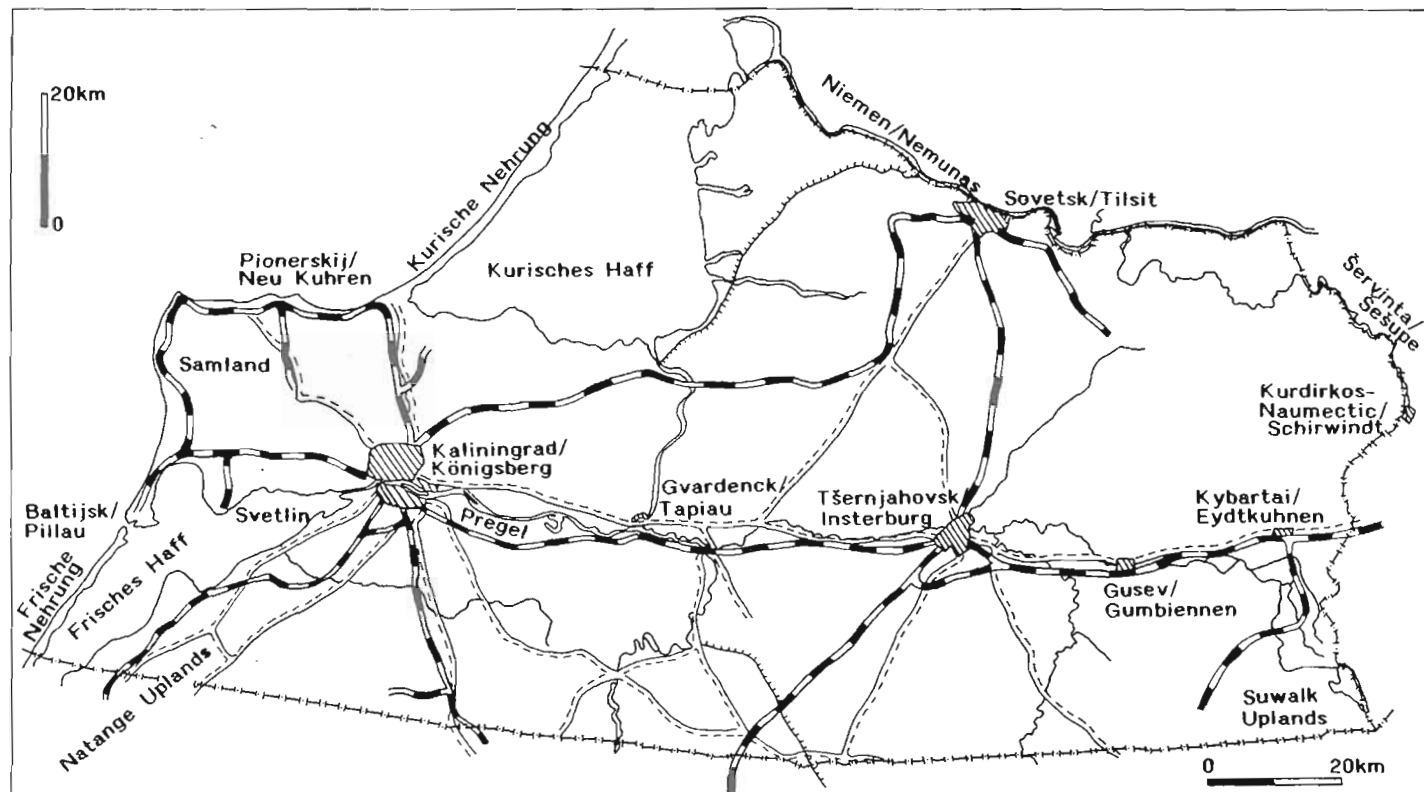 20km
0
Niemen/Nemunas
Kurische Nehrung
Sovetsk/Tilsit
Pionerskij/
Neu Kuhren
Kurisches Haff
Šervinta/
Šešupe
Samland
Kurdirkos-
Naumectic/
Schirwindt
Kaliningrad/
Königsberg
Gvardenck/
Tapiau
Tšernjahovsk/
Insterburg
Kybartai/
Eydtkuhnen
Baltijsk/
Pillau
Svetlin
Pregel
Frische
Nehrung
Frisches Haff
Gusev/
Gumbiennen
Natange Uplands
Suwalk
Uplands
0 20km